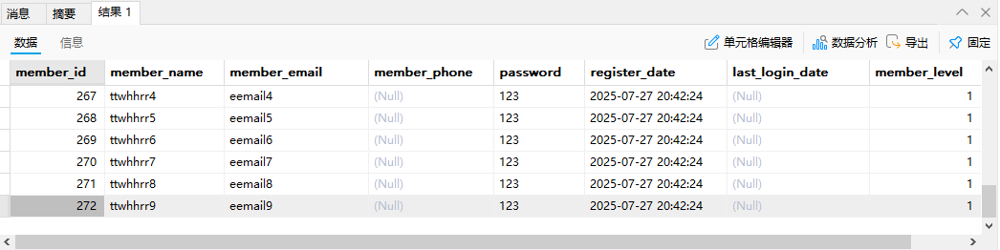 消息 摘要 结果 1
数据 信息 单元格编辑器 数据分析 导出 固定
member_id member_name member_email member_phone password register_date last_login_date member_level
267 ttwhhrr4 eemail4 (Null) 123 2025-07-27 20:42:24 (Null) 1
268 ttwhhrr5 eemail5 (Null) 123 2025-07-27 20:42:24 (Null) 1
269 ttwhhrr6 eemail6 (Null) 123 2025-07-27 20:42:24 (Null) 1
270 ttwhhrr7 eemail7 (Null) 123 2025-07-27 20:42:24 (Null) 1
271 ttwhhrr8 eemail8 (Null) 123 2025-07-27 20:42:24 (Null) 1
272 ttwhhrr9 eemail9 (Null) 123 2025-07-27 20:42:24 (Null) 1